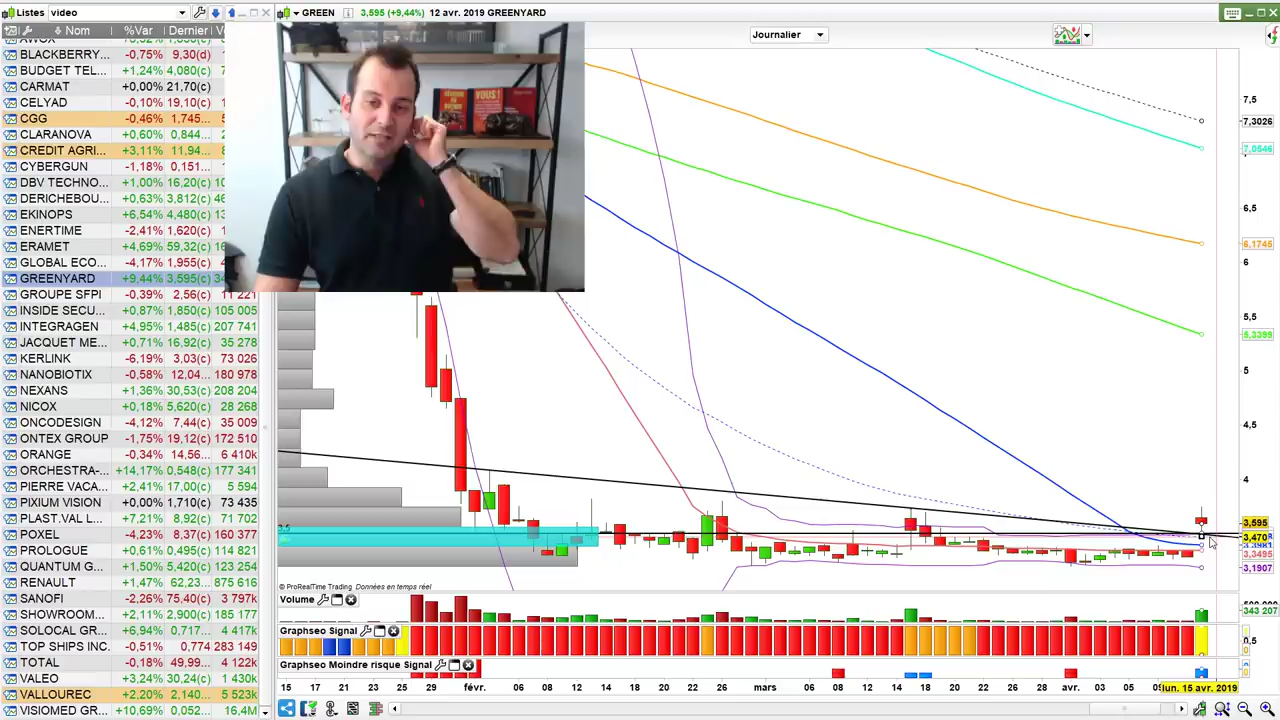 Listes video
GREEN 3,595 (+9,44%) 12 avr. 2019 GREENYARD
Nom %Var Dernier
Journalier
BLACKBERRY... -0,75% 9,30(d)
BUDGET TEL... +1,24% 4,080(c)
CARMAT +0,00% 21,70(c)
CELYAD -0,10% 19,10(c)
CGG -0,46% 1,745...
CLARANOVA +0,60% 0,844...
CREDIT AGRI... +3,11% 11,94...
CYBERGUN -1,18% 0,151...
DBV TECHNO... +1,00% 16,20(c)
DERICHEBOU... +0,63% 3,812(c)
EKINOPS +6,54% 4,480(c)
ENERTIME -2,41% 1,620(c)
ERAMET +4,69% 59,32(c)
GLOBAL ECO... -4,17% 1,955(c)
GREENYARD +9,44% 3,595(c)
GROUPE SFPI -0,39% 2,56(c) 11 221
INSIDE SECU... +0,87% 1,850(c) 105 005
INTEGRAGEN +4,95% 1,485(c) 207 741
JACQUET ME... +0,71% 16,92(c) 35 278
KERLINK -6,19% 3,03(c) 73 026
NANOBIOTIX -0,58% 12,04... 180 978
NEXANS +1,36% 30,53(c) 208 204
NICOX +0,18% 5,620(c) 28 268
ONCODESIGN -4,12% 7,44(c) 35 009
ONTEX GROUP -1,75% 19,12(c) 172 510
ORANGE -0,34% 14,56... 6 410k
ORCHESTRA-... +14,17% 0,548(c) 177 341
PIERRE VACA... +2,41% 17,00(c) 5 594
PIXIUM VISION +0,00% 1,710(c) 73 435
PLAST.VAL L... +7,21% 8,92(c) 71 702
POXEL -4,23% 8,37(c) 160 377
PROLOGUE +0,61% 0,495(c) 114 821
QUANTUM G... +1,50% 5,420(c) 57 828
RENAULT +1,47% 62,23... 875 616
SANOFI -2,26% 75,40(c) 3 797k
SHOWROOM... +2,11% 2,900(c) 185 177
SOLOCAL GR... +6,94% 0,717... 4 417k
TOP SHIPS INC. -0,51% 0,774 283 149
TOTAL -0,18% 49,99... 4 122k
VALEO +3,24% 30,24(c) 1 430k
VALLOUREC +2,20% 2,140... 5 523k
VISIOMED GR... +10,69% 0,052... 16,4M
7,5
7,3026
7,0546
6,5
6,1745
6
5,5
5,3399
5
4,5
4
3,595
3,470
3,3495
3,1907
3,5
© ProRealTime Trading Données en temps réel
Volume
343 207
Graphseo Signal
0,5
Graphseo Moindre risque Signal
15 17 21 23 25 29 févr. 06 08 12 14 18 20 22 26 mars 06 08 12 14 18 20 22 26 28 avr. 03 05 lun. 15 avr. 2019